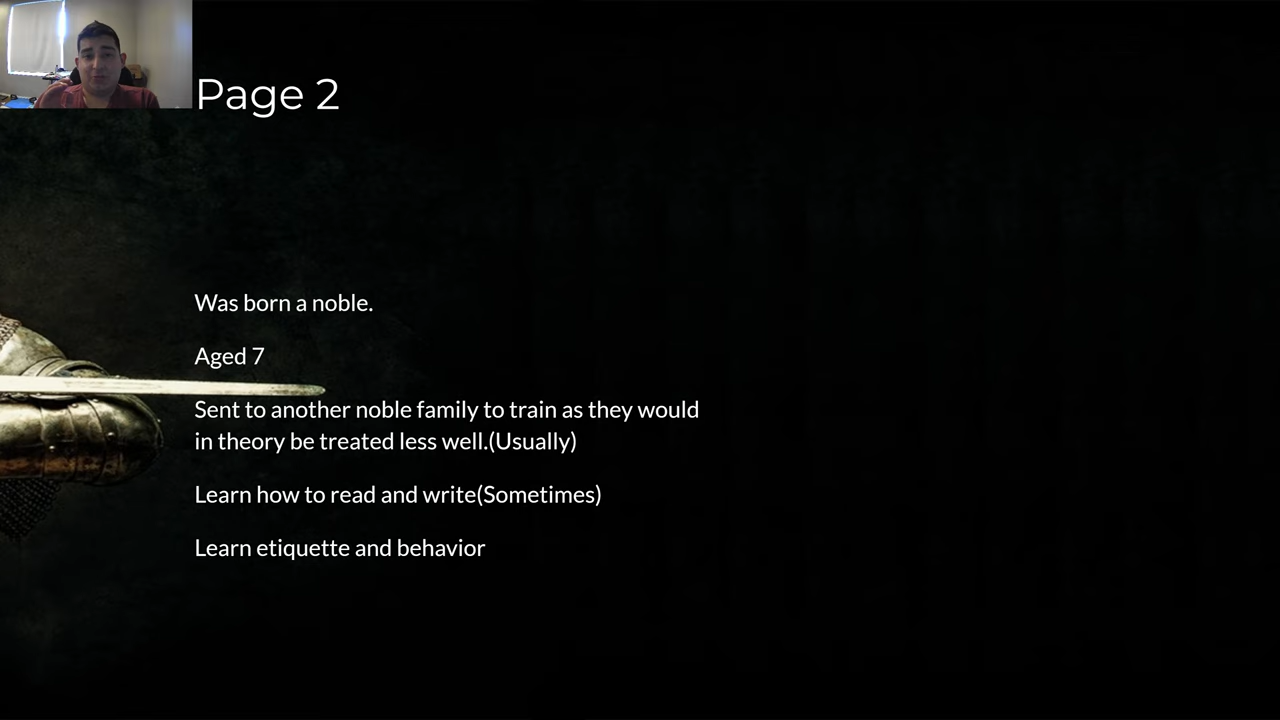 Page 2
Was born a noble.
Aged 7
Sent to another noble family to train as they would
in theory be treated less well.(Usually)
Learn how to read and write(Sometimes)
Learn etiquette and behavior